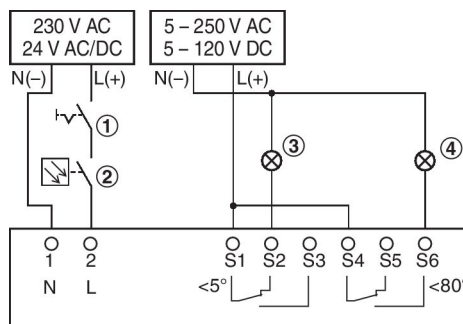 230 V AC
24 V AC/DC
5 – 250 V AC
5 – 120 V DC
N(–) L(+)
N(–) L(+)
1
2
3
4
1 2 S1 S2 S3 S4 S5 S6
N L
<5° <80°